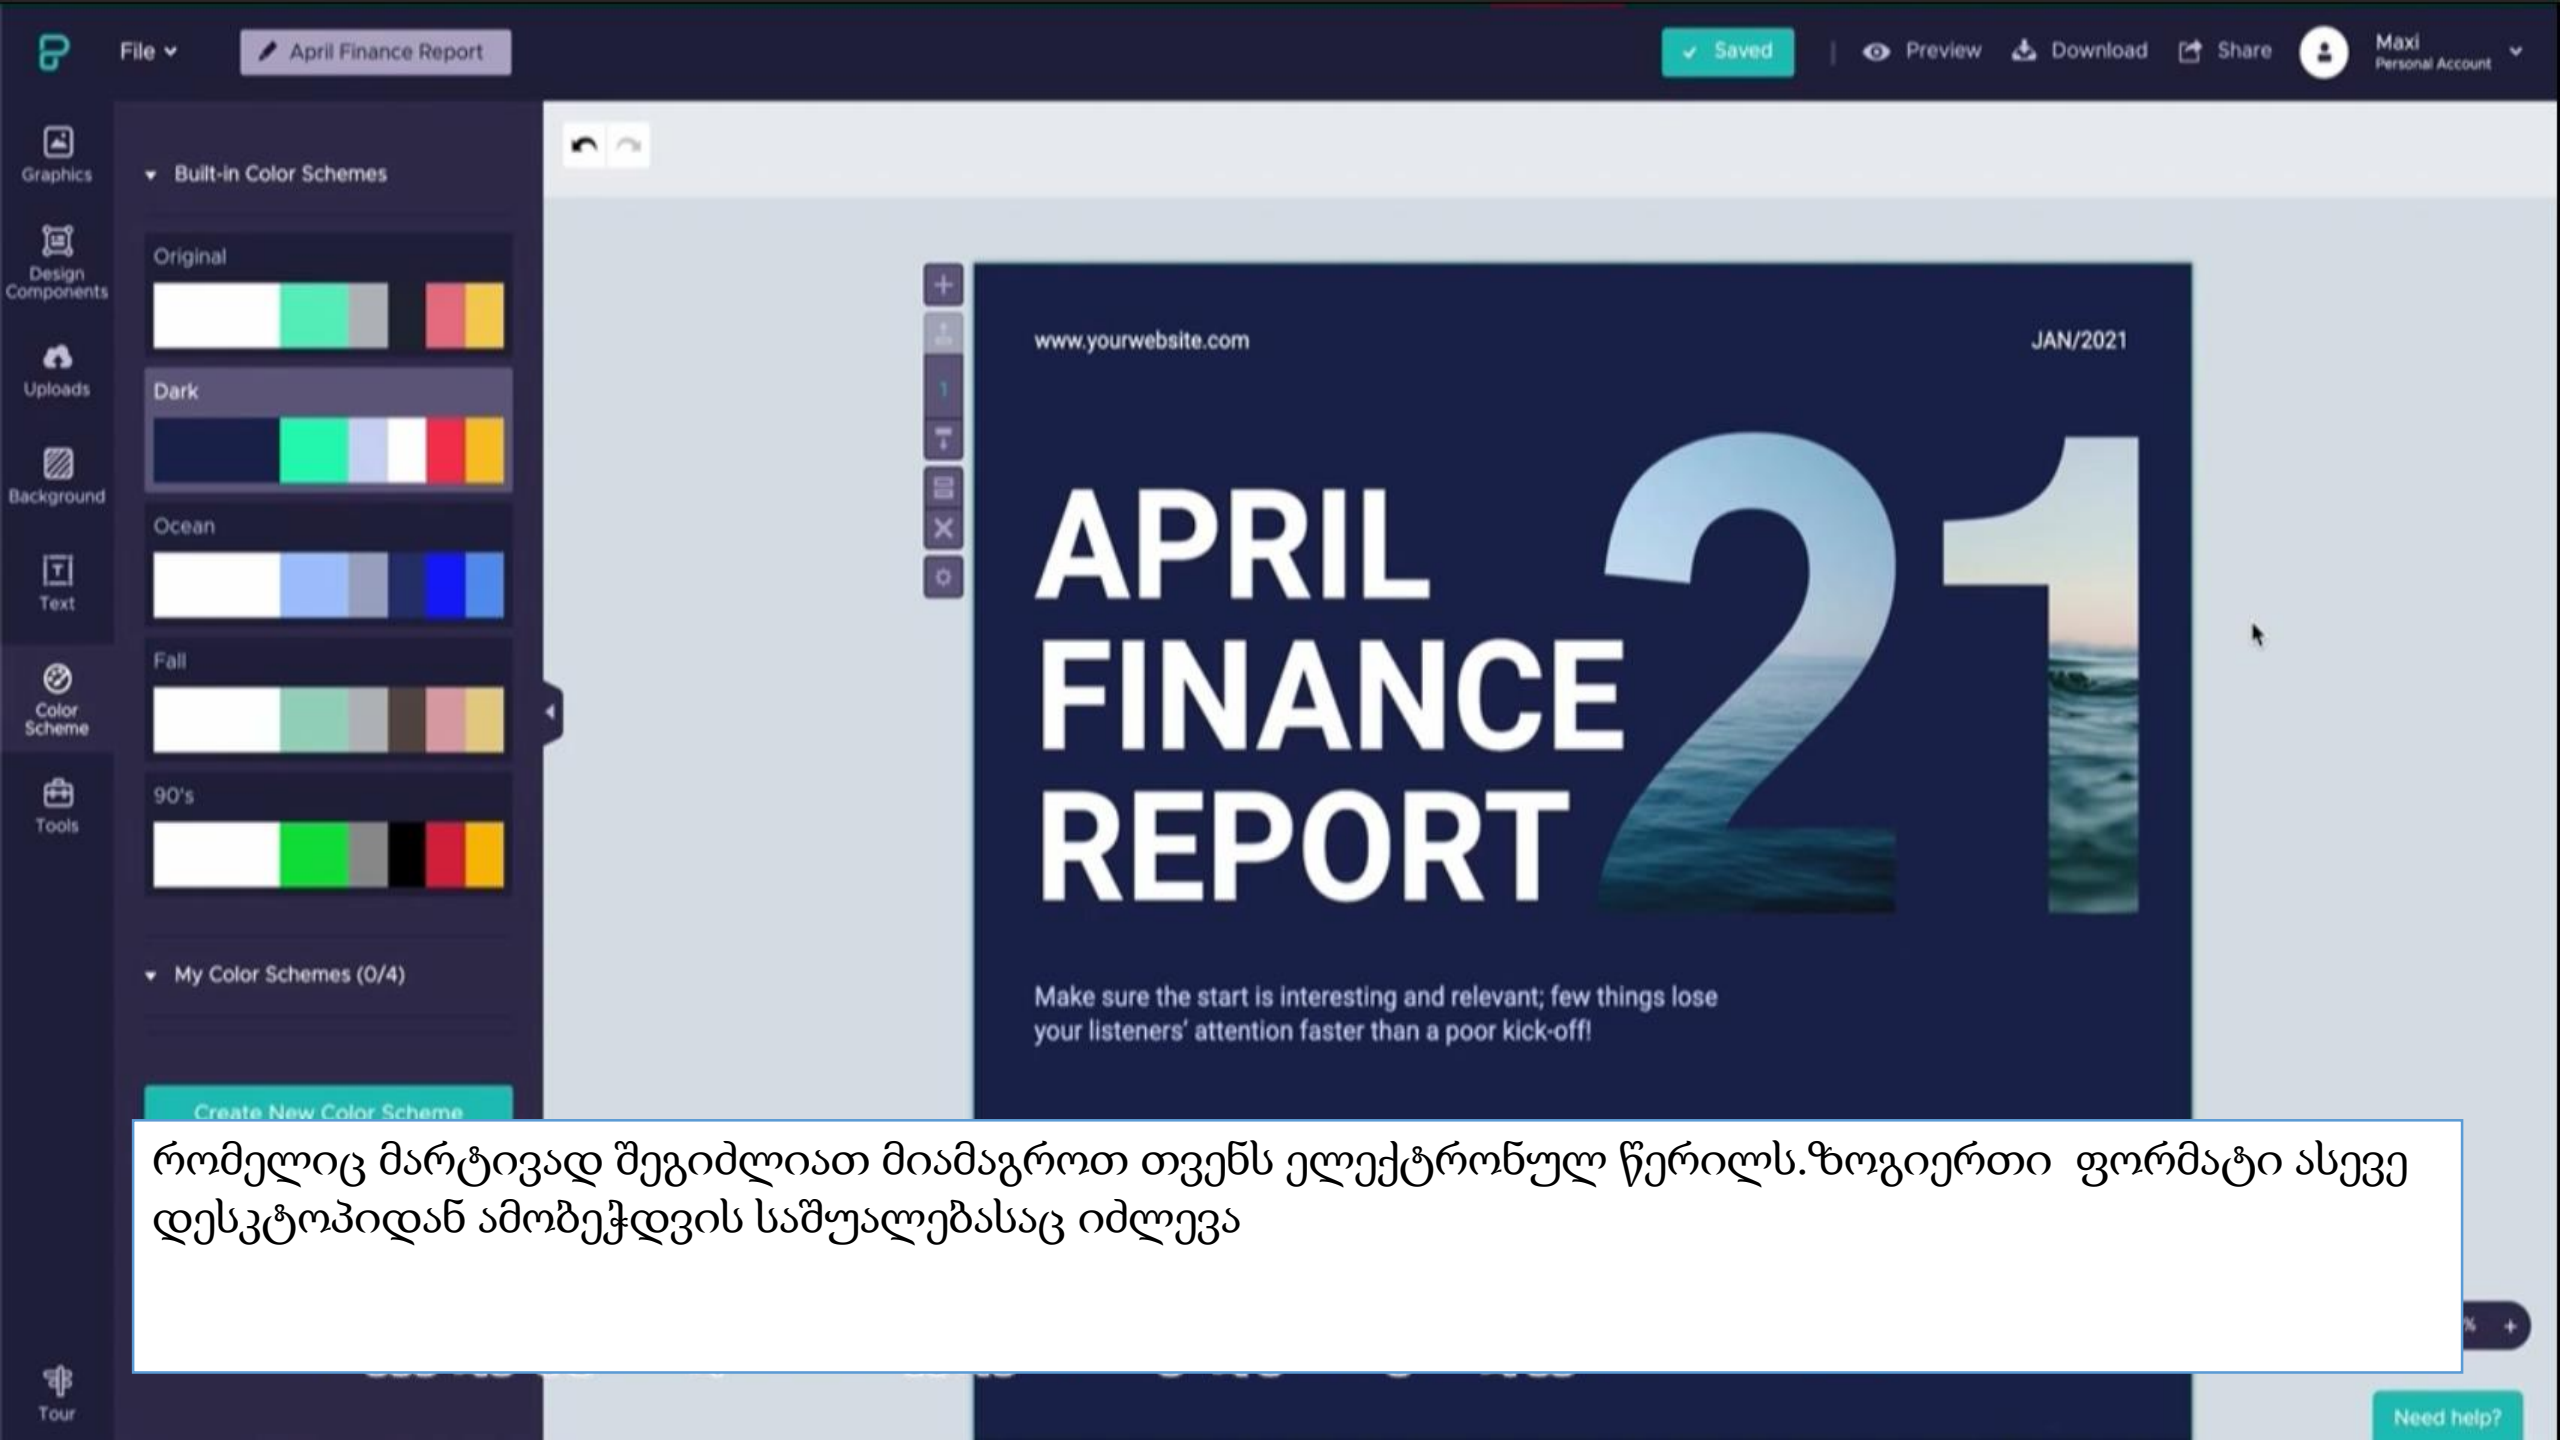 File
April Finance Report
Saved
Preview
Download
Share
Maxi
Personal Account
Graphics
Design
Components
Uploads
Background
Text
Color
Scheme
Tools
Tour
Built-in Color Schemes
Original
Dark
Ocean
Fall
90's
My Color Schemes (0/4)
Create New Color Scheme
1
www.yourwebsite.com
JAN/2021
APRIL
FINANCE
REPORT
21
Make sure the start is interesting and relevant; few things lose
your listeners' attention faster than a poor kick-off!
რომელიც მარტივად შეგიძლიათ მიამაგროთ თვენს ელექტრონულ წერილს.ზოგიერთი  ფორმატი ასევე
დესკტოპიდან ამობეჭდვის საშუალებასაც იძლევა
% +
Need help?